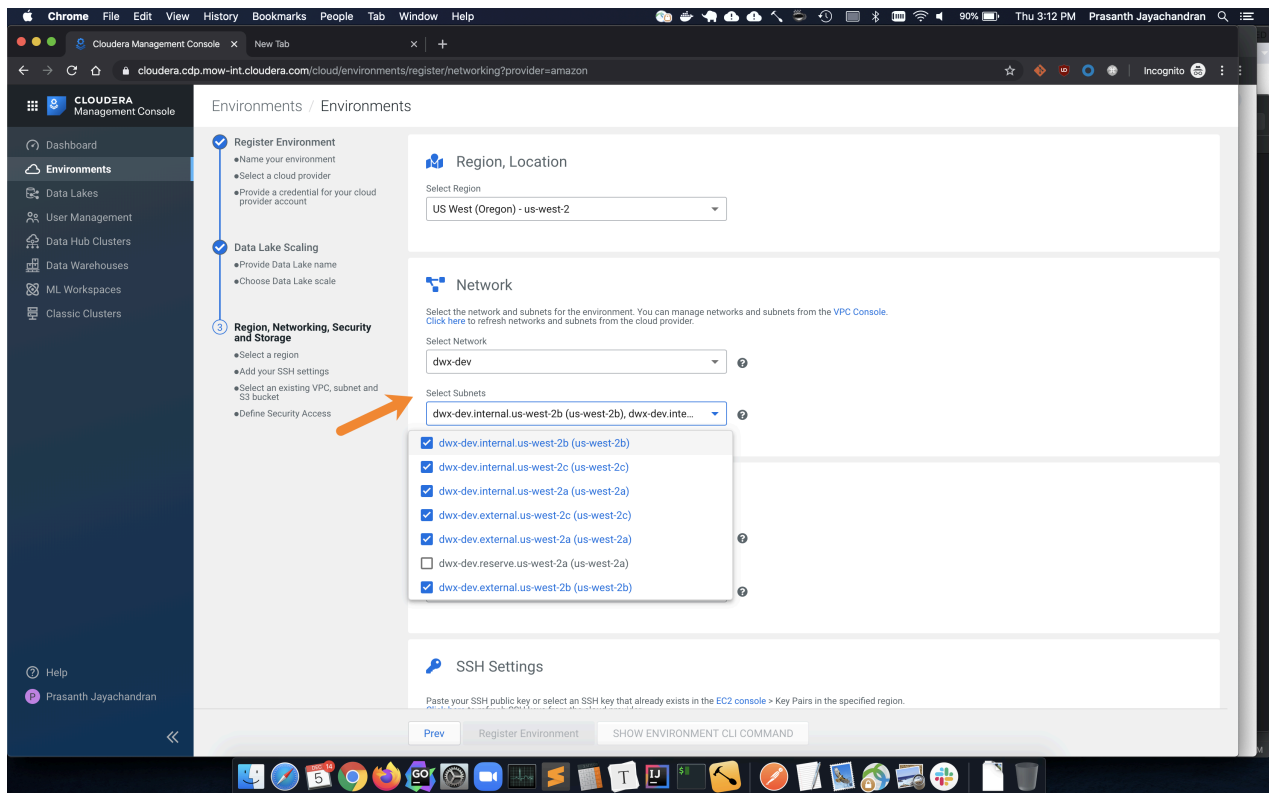 Chrome File Edit View History Bookmarks People Tab Window Help 90% Thu 3:12 PM Prasanth Jayachandran
Cloudera Management Console New Tab
cloudera.cdp.mow-int.cloudera.com/cloud/environments/register/networking?provider=amazon Incognito
CLOUDERA
Management Console
Environments / Environments
Dashboard
Environments
Data Lakes
User Management
Data Hub Clusters
Data Warehouses
ML Workspaces
Classic Clusters
Help
P Prasanth Jayachandran
Register Environment
•Name your environment
•Select a cloud provider
•Provide a credential for your cloud
provider account
Data Lake Scaling
•Provide Data Lake name
•Choose Data Lake scale
3 Region, Networking, Security
and Storage
•Select a region
•Add your SSH settings
•Select an existing VPC, subnet and
S3 bucket
•Define Security Access
Region, Location
Select Region
US West (Oregon) - us-west-2
Network
Select the network and subnets for the environment. You can manage networks and subnets from the VPC Console.
Click here to refresh networks and subnets from the cloud provider.
Select Network
dwx-dev
Select Subnets
dwx-dev.internal.us-west-2b (us-west-2b), dwx-dev.inte...
dwx-dev.internal.us-west-2b (us-west-2b)
dwx-dev.internal.us-west-2c (us-west-2c)
dwx-dev.internal.us-west-2a (us-west-2a)
dwx-dev.external.us-west-2c (us-west-2c)
dwx-dev.external.us-west-2a (us-west-2a)
dwx-dev.reserve.us-west-2a (us-west-2a)
dwx-dev.external.us-west-2b (us-west-2b)
SSH Settings
Paste your SSH public key or select an SSH key that already exists in the EC2 console > Key Pairs in the specified region.
Prev Register Environment SHOW ENVIRONMENT CLI COMMAND
DEC 14
5
GO
T
IJ